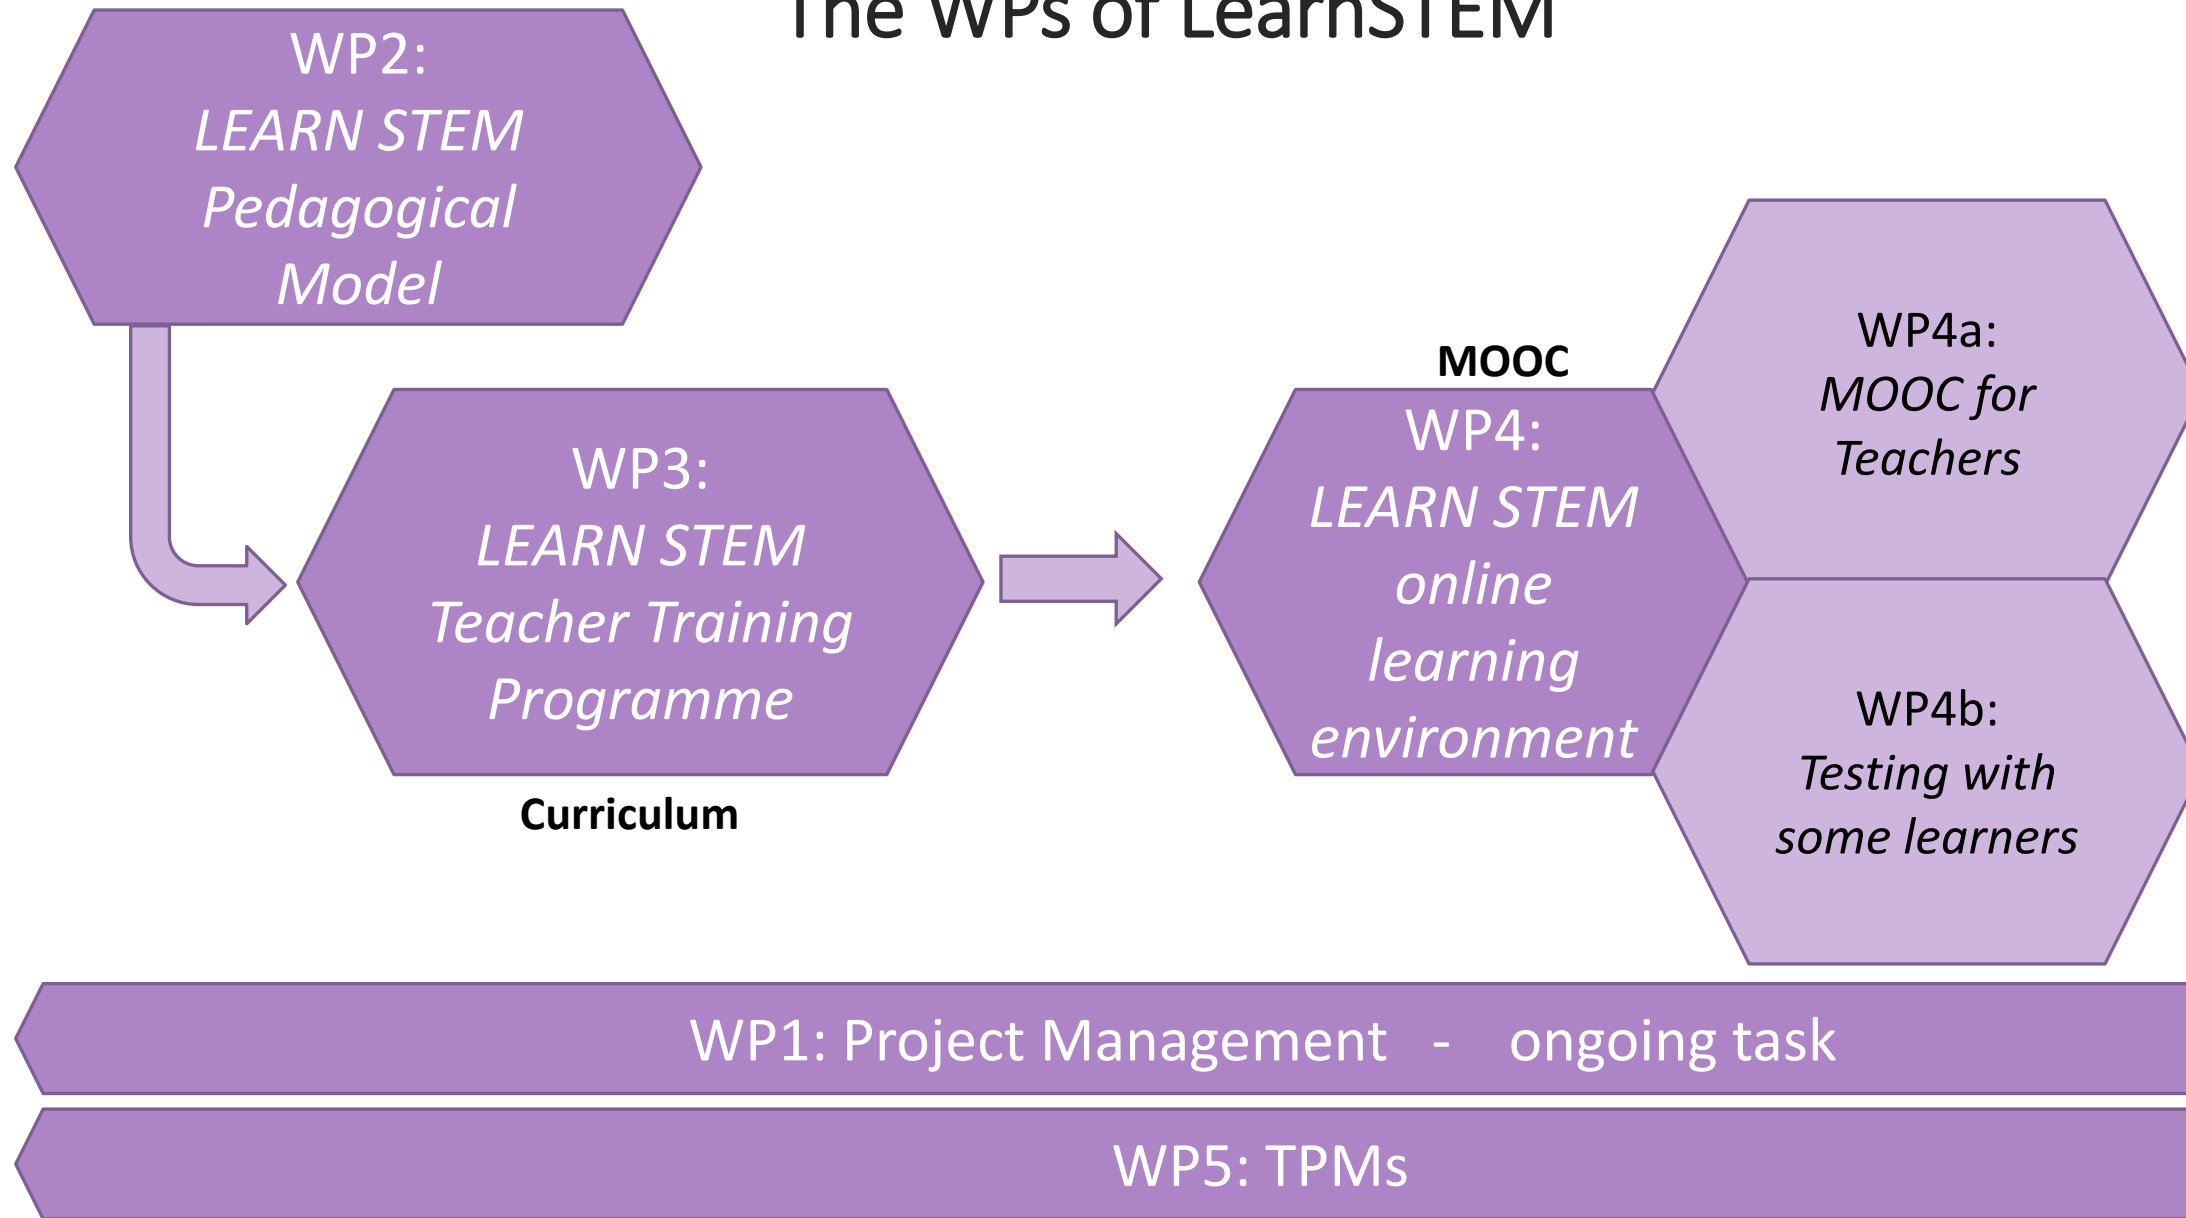 The WPs of LearnSTEM
WP2:
LEARN STEM
Pedagogical
Model
WP3:
LEARN STEM
Teacher Training
Programme
Curriculum
MOOC
WP4:
LEARN STEM
online
learning
environment
WP4a:
MOOC for
Teachers
WP4b:
Testing with
some learners
WP1: Project Management - ongoing task
WP5: TPMs